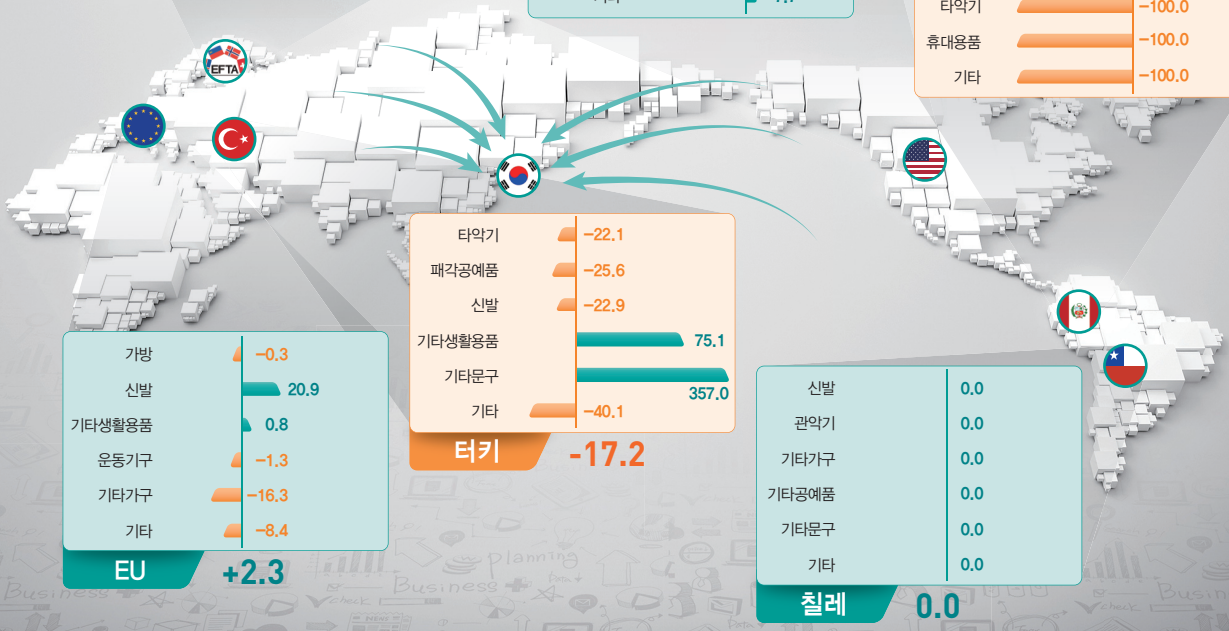 타악기 -100.0
휴대용품 -100.0
기타 -100.0
EFTA
타악기 -22.1
패각공예품 -25.6
신발 -22.9
기타생활용품 75.1
기타문구 357.0
기타 -40.1
터키 -17.2
가방 -0.3
신발 20.9
기타생활용품 0.8
운동기구 -1.3
기타가구 -16.3
기타 -8.4
EU +2.3
신발 0.0
관악기 0.0
기타가구 0.0
기타공예품 0.0
기타문구 0.0
기타 0.0
칠레 0.0
planning
Business
check
Business
check